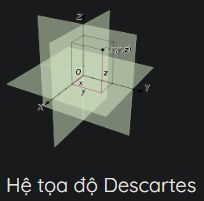 Z
(x,y,z)
O
z
x
y
X
Y
Hệ tọa độ Descartes